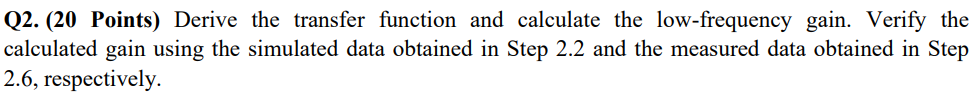 Q2. (20 Points) Derive the transfer function and calculate the low-frequency gain. Verify the
calculated gain using the simulated data obtained in Step 2.2 and the measured data obtained in Step
2.6, respectively.